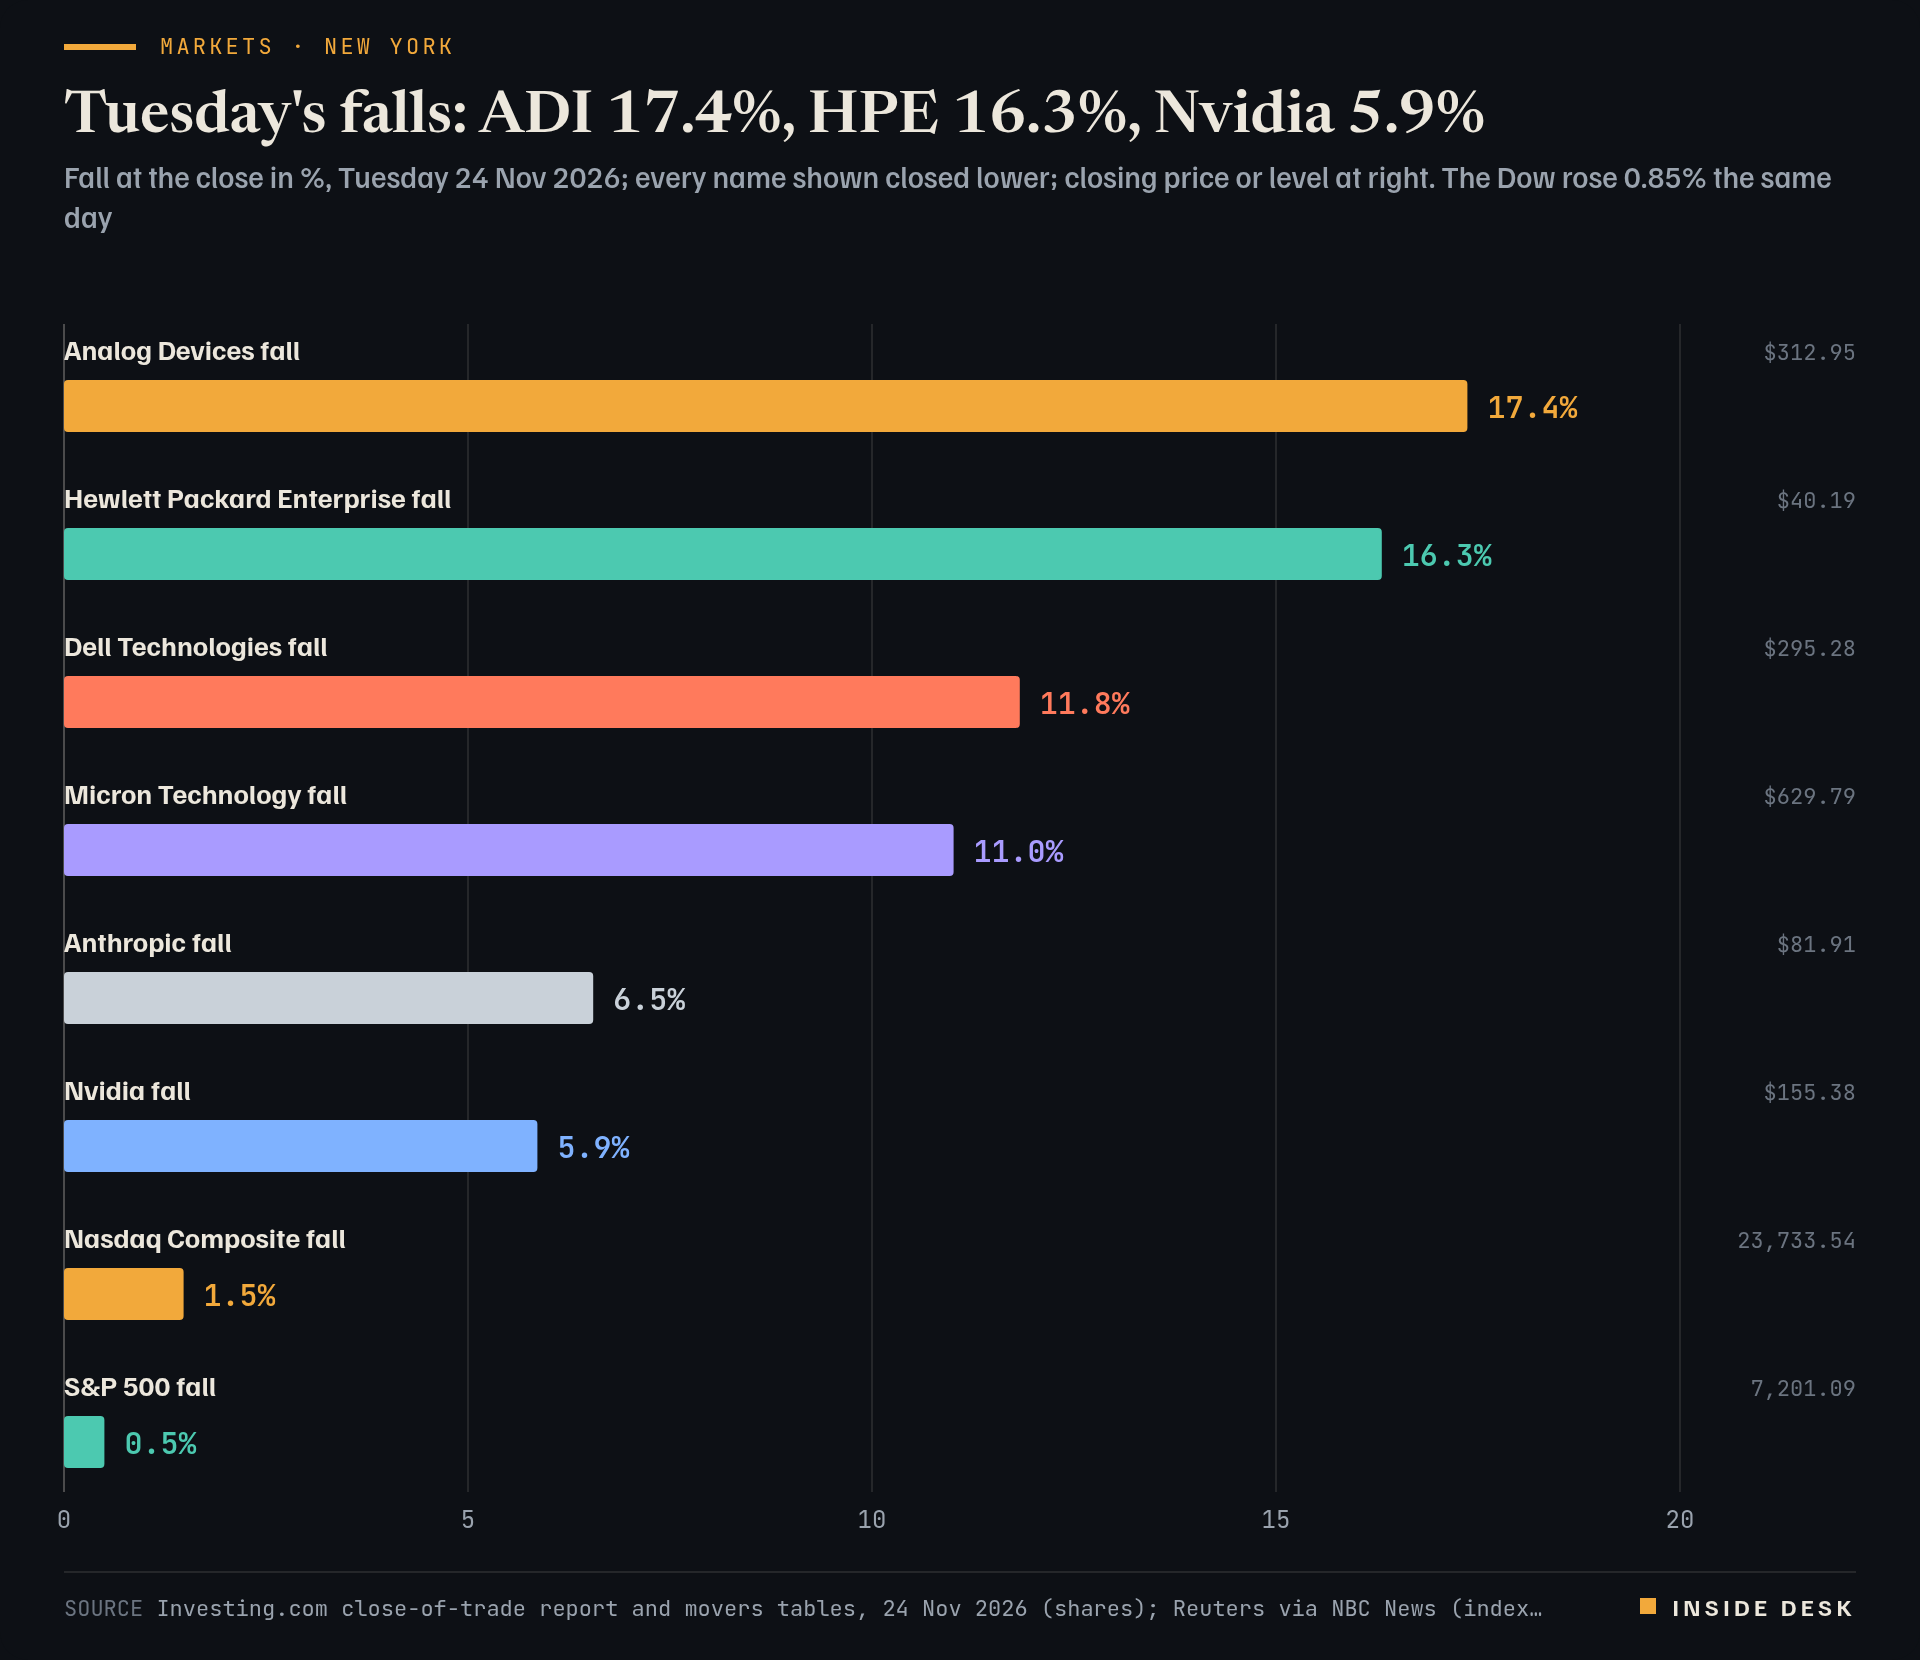 MARKETS · NEW YORK
Tuesday's falls: ADI 17.4%, HPE 16.3%, Nvidia 5.9%
Fall at the close in %, Tuesday 24 Nov 2026; every name shown closed lower; closing price or level at right. The Dow rose 0.85% the same
day
Analog Devices fall $312.95
17.4%
Hewlett Packard Enterprise fall $40.19
16.3%
Dell Technologies fall $295.28
11.8%
Micron Technology fall $629.79
11.0%
Anthropic fall $81.91
6.5%
Nvidia fall $155.38
5.9%
Nasdaq Composite fall 23,733.54
1.5%
S&P 500 fall 7,201.09
0.5%
0 5 10 15 20
SOURCE Investing.com close-of-trade report and movers tables, 24 Nov 2026 (shares); Reuters via NBC News (index… INSIDE DESK